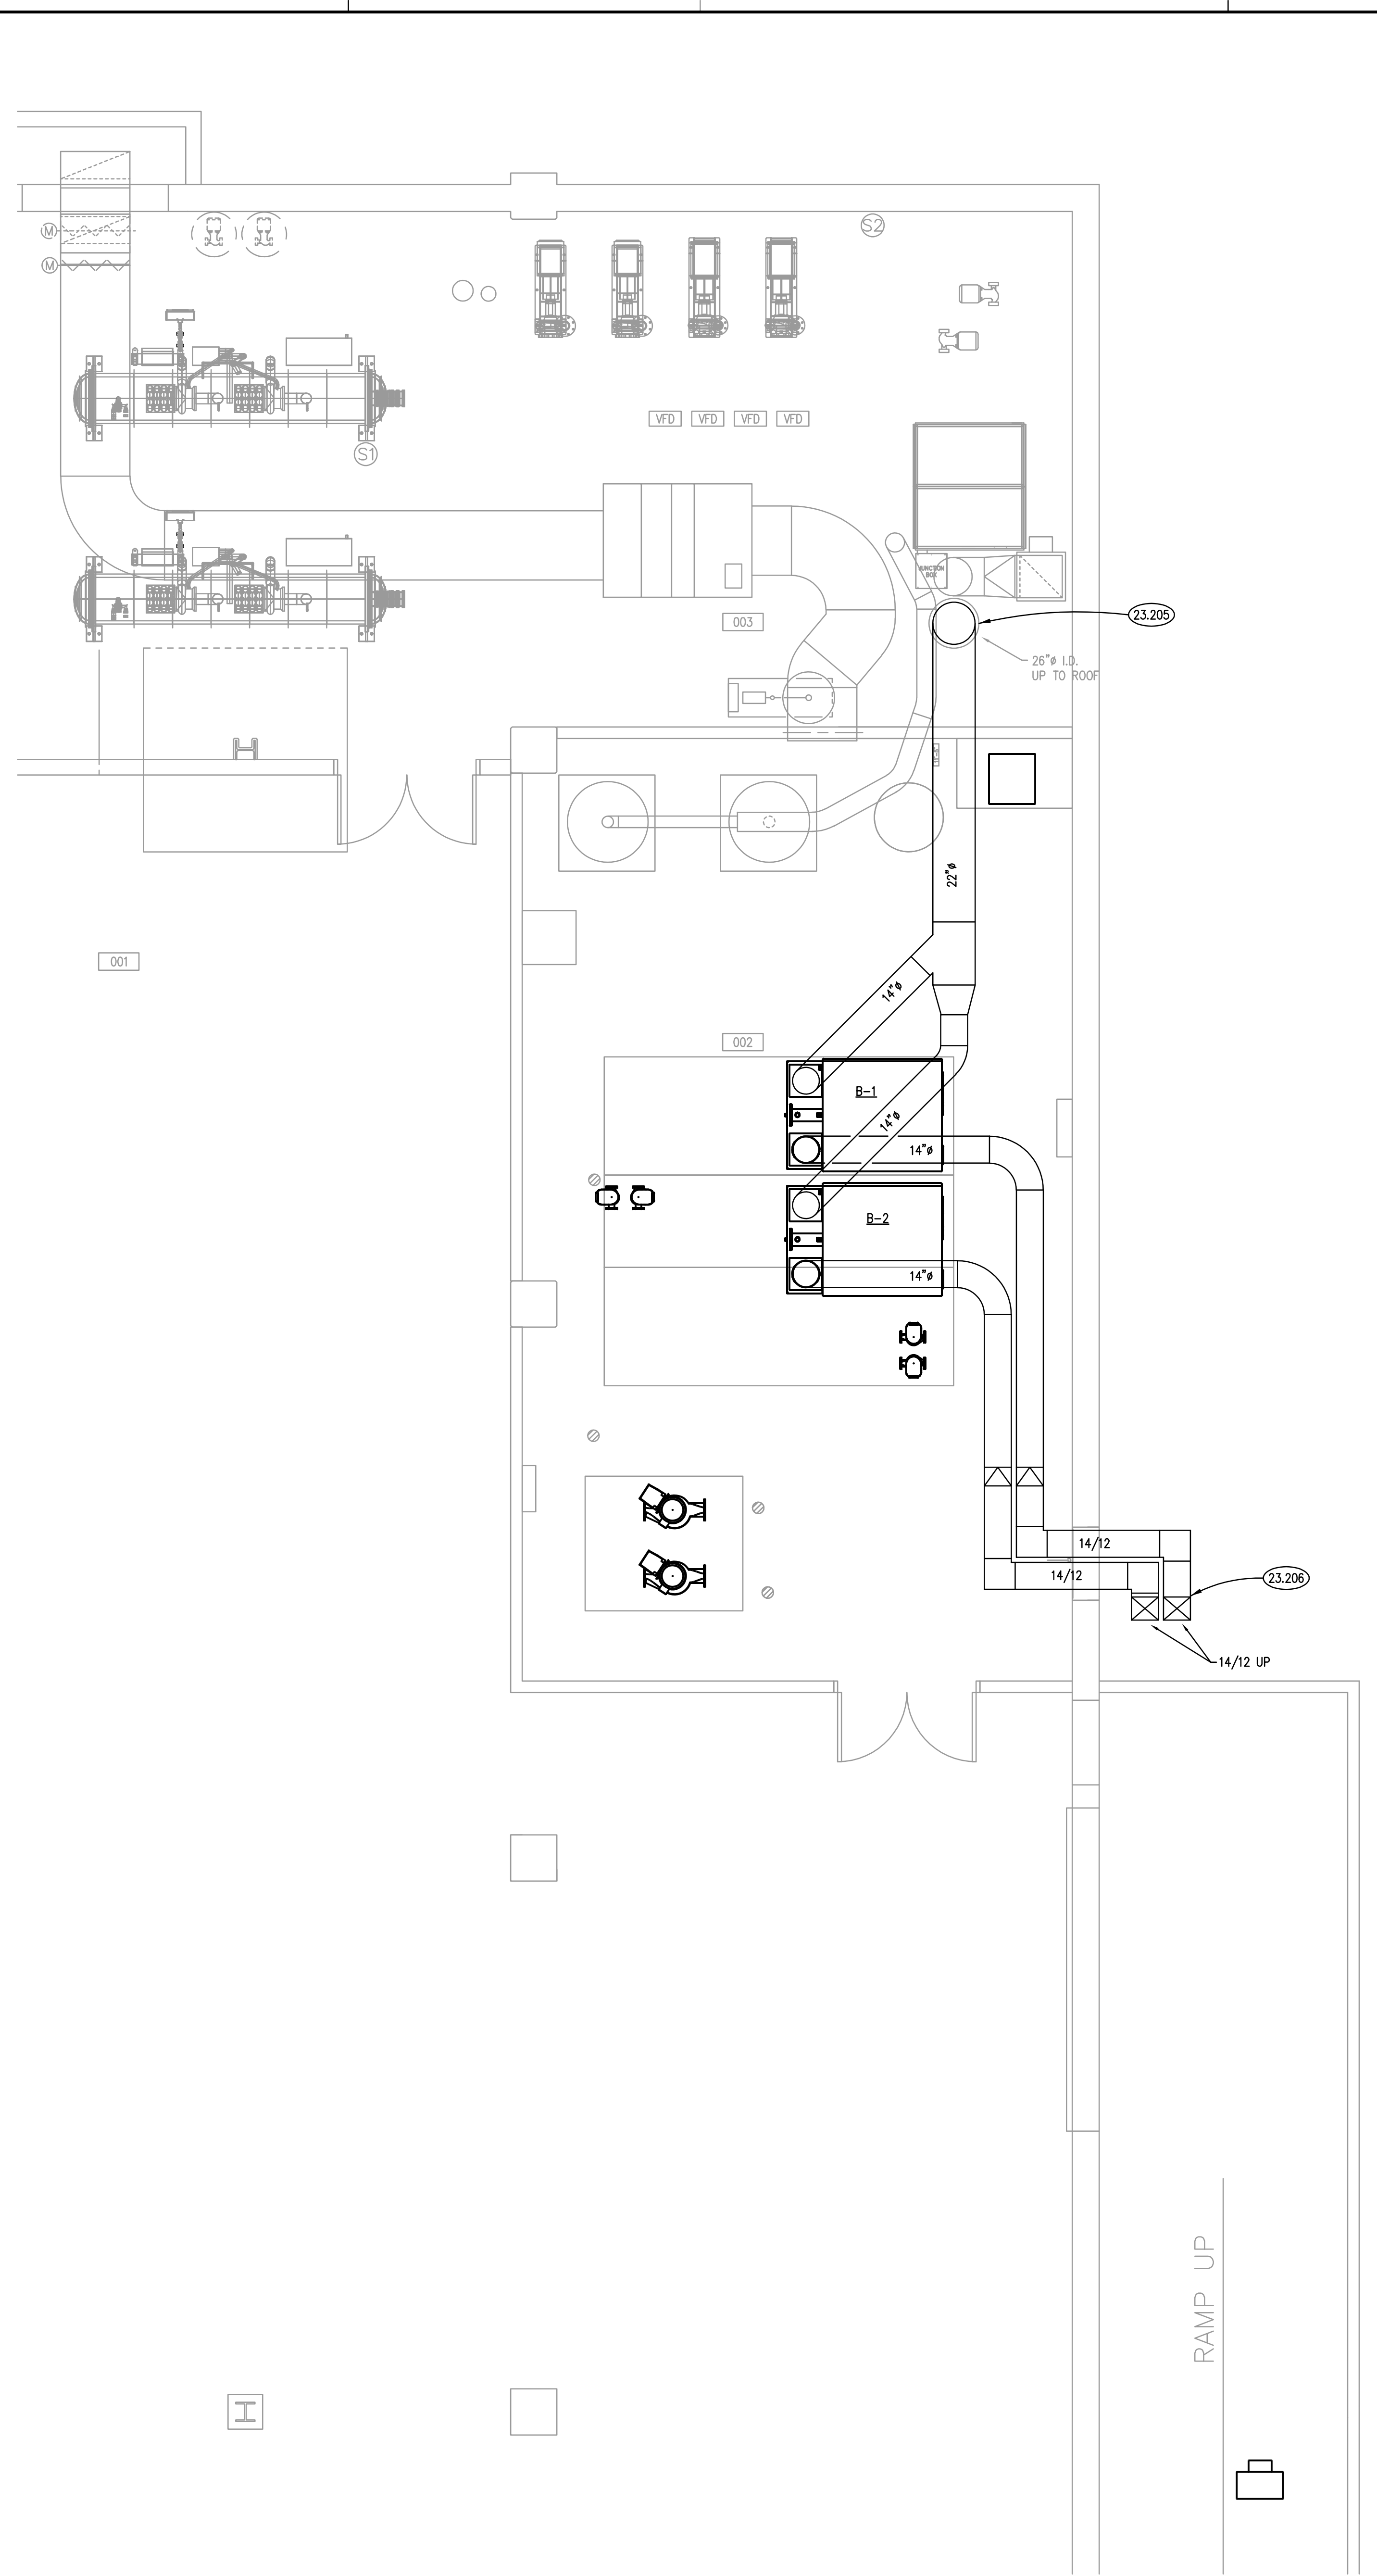 S2
M
M
VFD VFD VFD VFD
S1
JUNCTION
BOX
23.205
003
26"ø I.D.
UP TO ROOF
22"ø
001
14"ø
002
B-1
14"ø
14"ø
B-2
14"ø
14/12
14/12
23.206
14/12 UP
RAMP UP